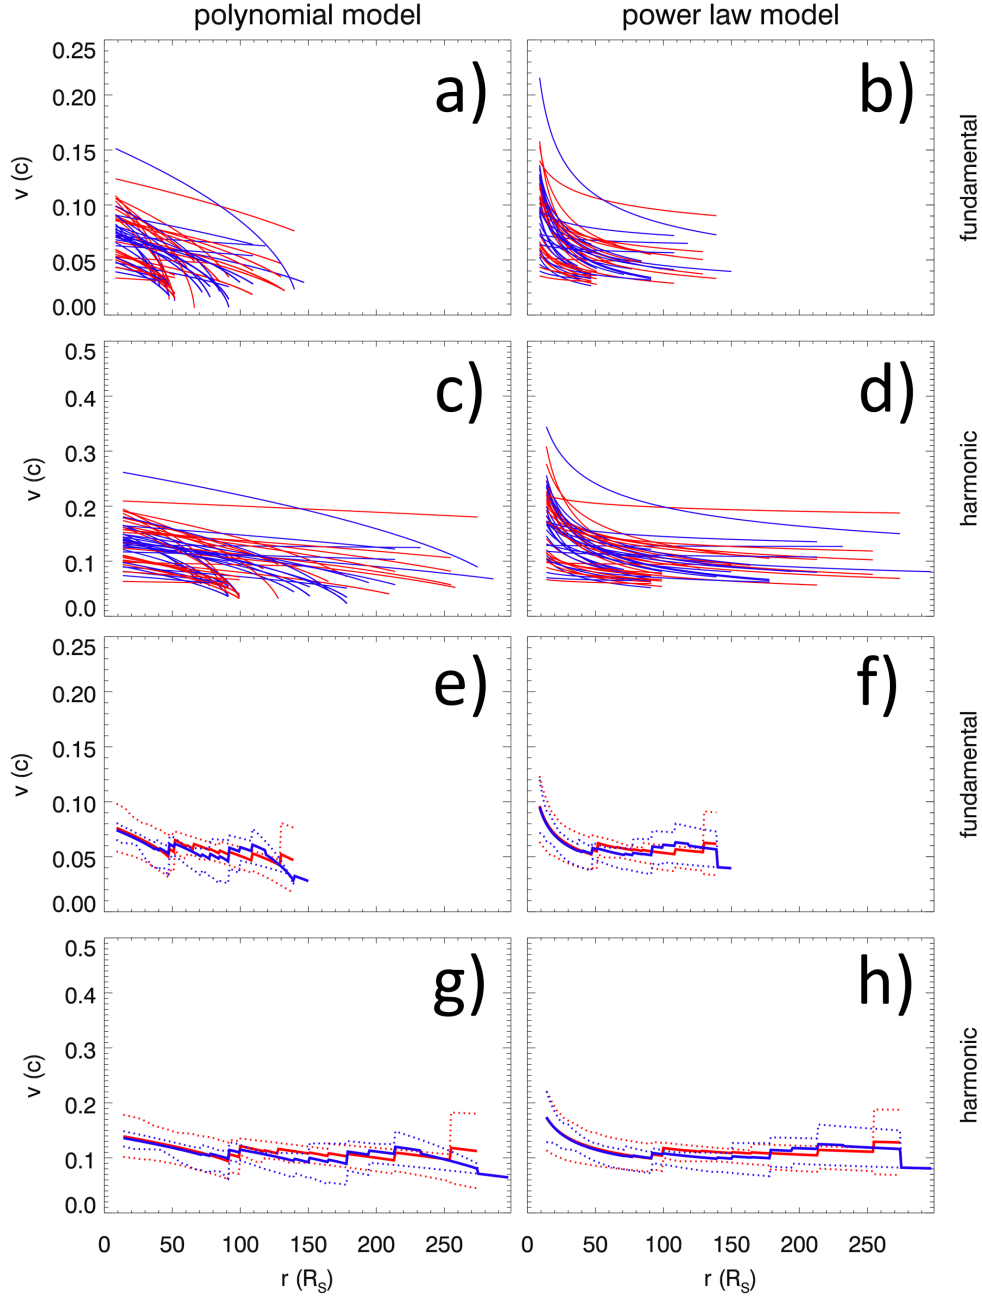 polynomial model power law model
0.25
0.20
0.15
0.10
0.05
0.00
v (c)
a)
b)
fundamental
0.5
0.4
0.3
0.2
0.1
0.0
v (c)
c)
d)
harmonic
0.25
0.20
0.15
0.10
0.05
0.00
v (c)
e)
f)
fundamental
0.5
0.4
0.3
0.2
0.1
0.0
v (c)
g)
h)
harmonic
0 50 100 150 200 250 0 50 100 150 200 250
r (R_S) r (R_S)